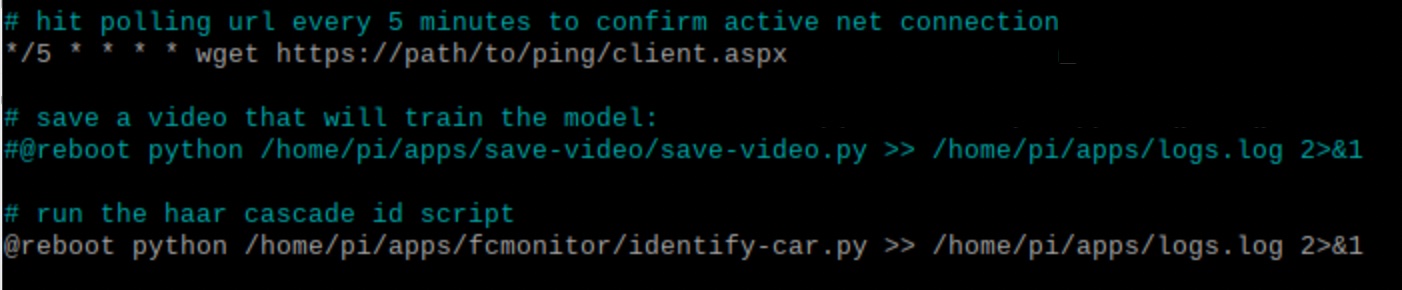 # hit polling url every 5 minutes to confirm active net connection
*/5 * * * * wget https://path/to/ping/client.aspx
# save a video that will train the model:
#@reboot python /home/pi/apps/save-video/save-video.py >> /home/pi/apps/logs.log 2>&1
# run the haar cascade id script
@reboot python /home/pi/apps/fcmonitor/identify-car.py >> /home/pi/apps/logs.log 2>&1